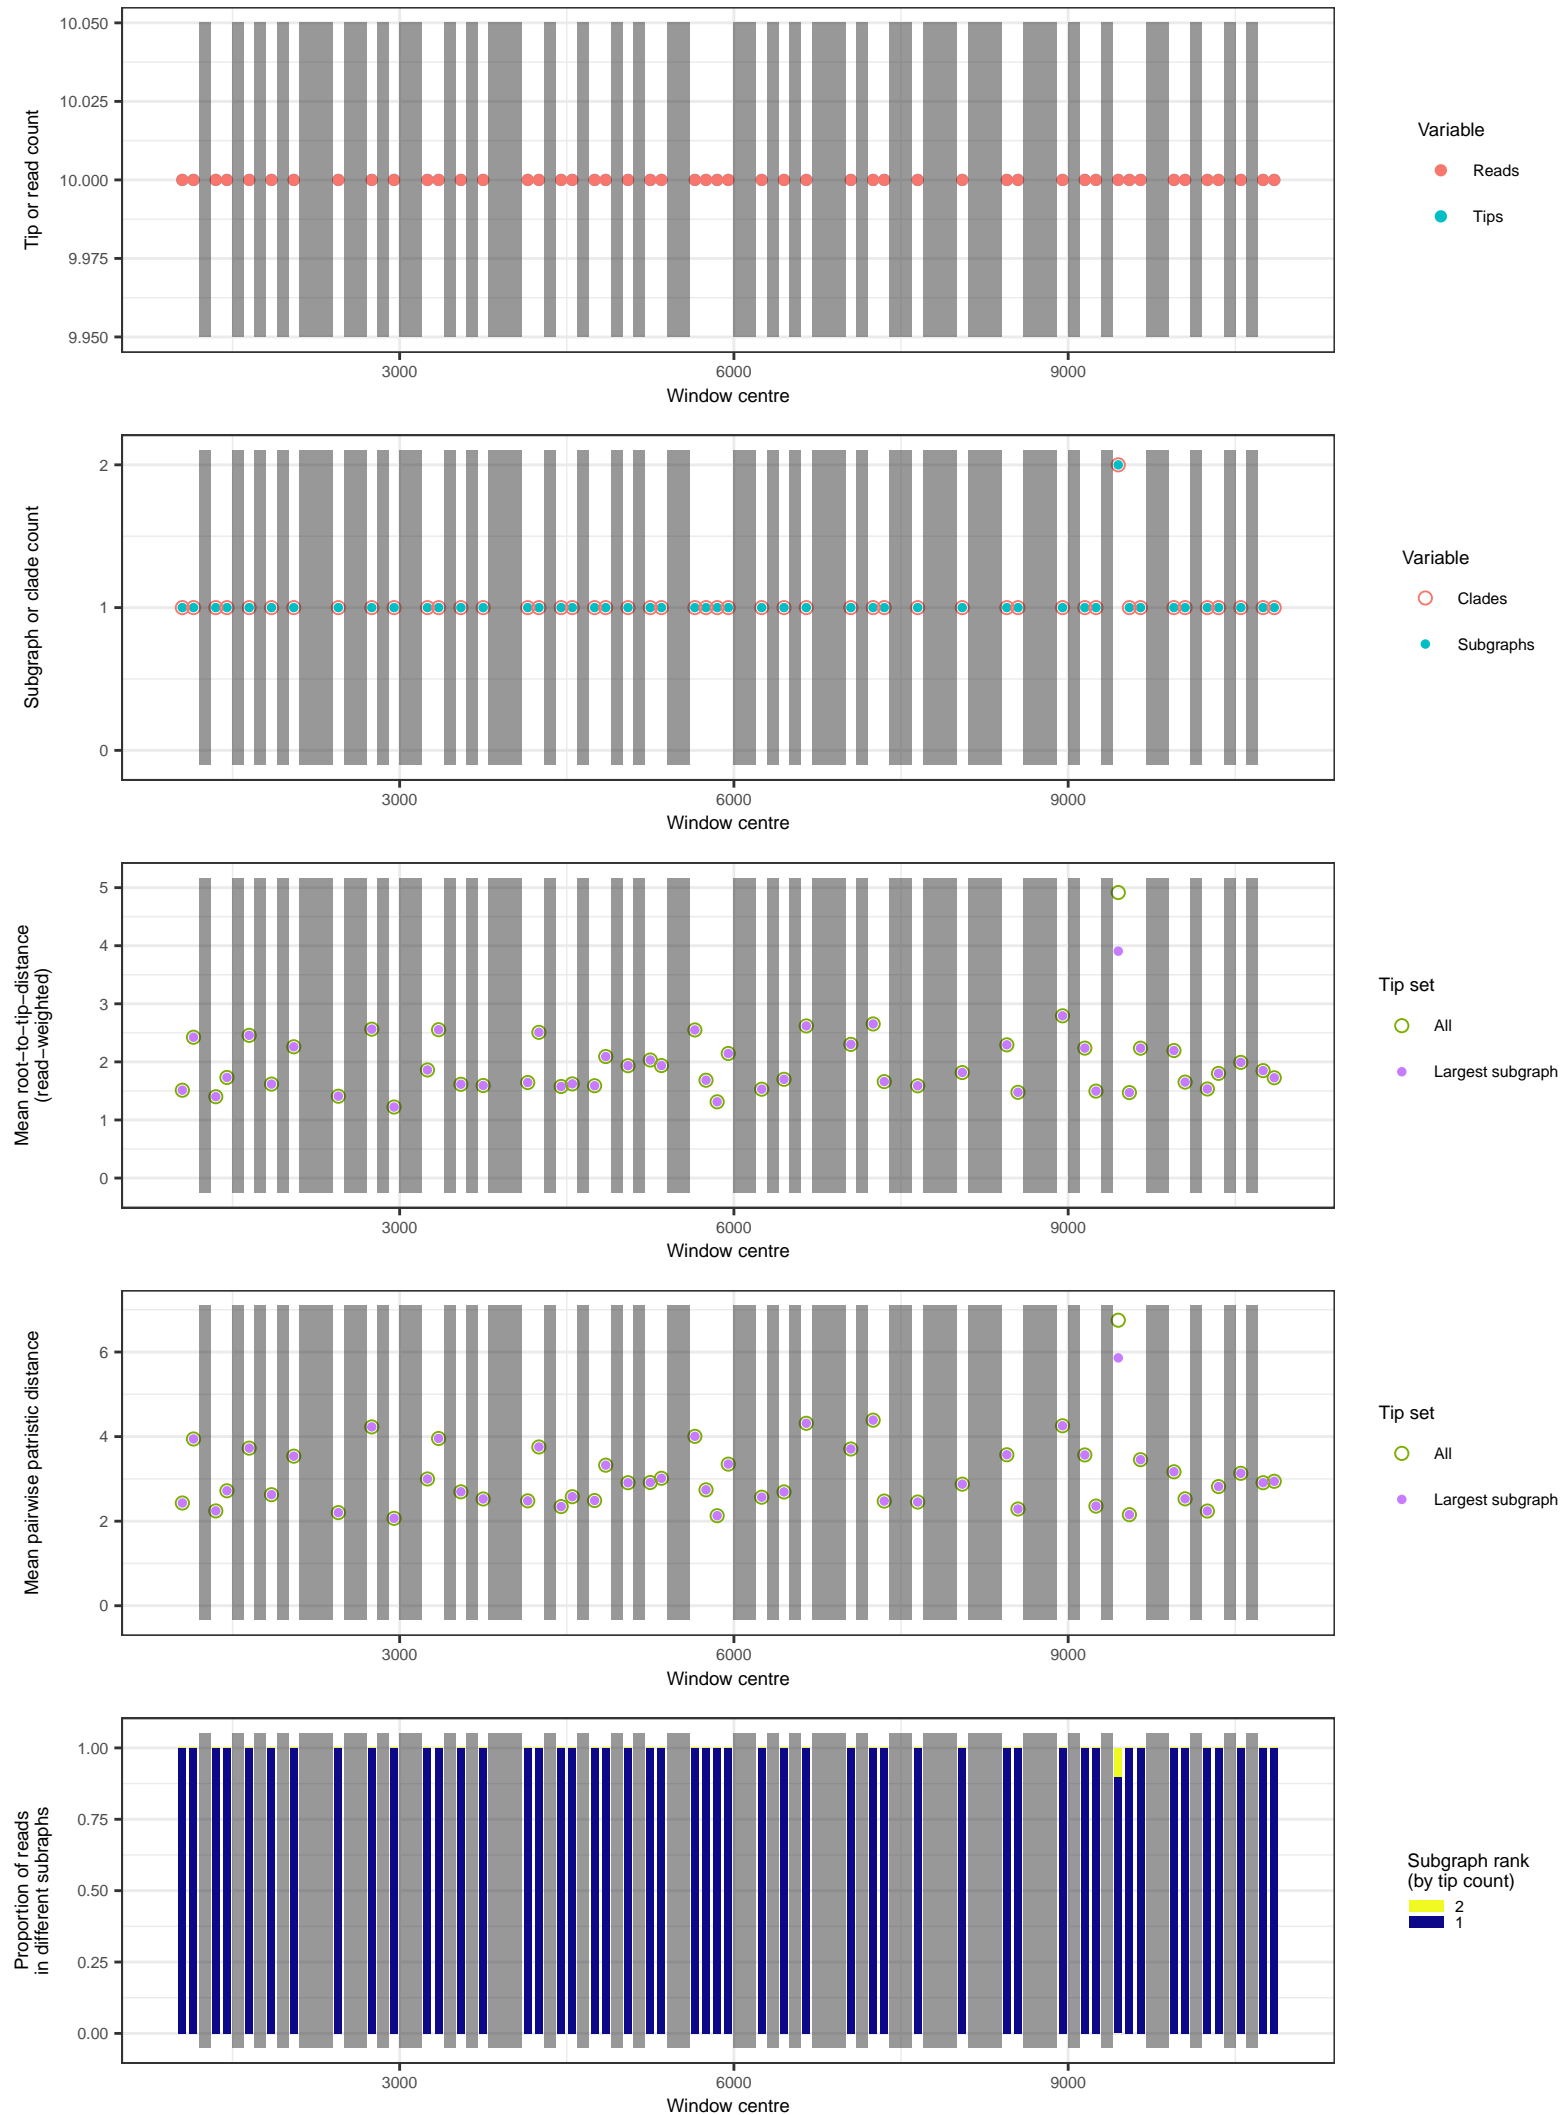 10.050
10.025
10.000
9.975
9.950
Tip or read count
3000
6000
9000
Window centre
Variable
Reads
Tips
2
1
0
Subgraph or clade count
3000
6000
9000
Window centre
Variable
Clades
Subgraphs
5
4
3
2
1
0
Mean root−to−tip−distance
(read−weighted)
3000
6000
9000
Window centre
Tip set
All
Largest subgraph
6
4
2
0
Mean pairwise patristic distance
3000
6000
9000
Window centre
Tip set
All
Largest subgraph
1.00
0.75
0.50
0.25
0.00
Proportion of reads
in different subraphs
3000
6000
9000
Window centre
Subgraph rank
(by tip count)
2
1